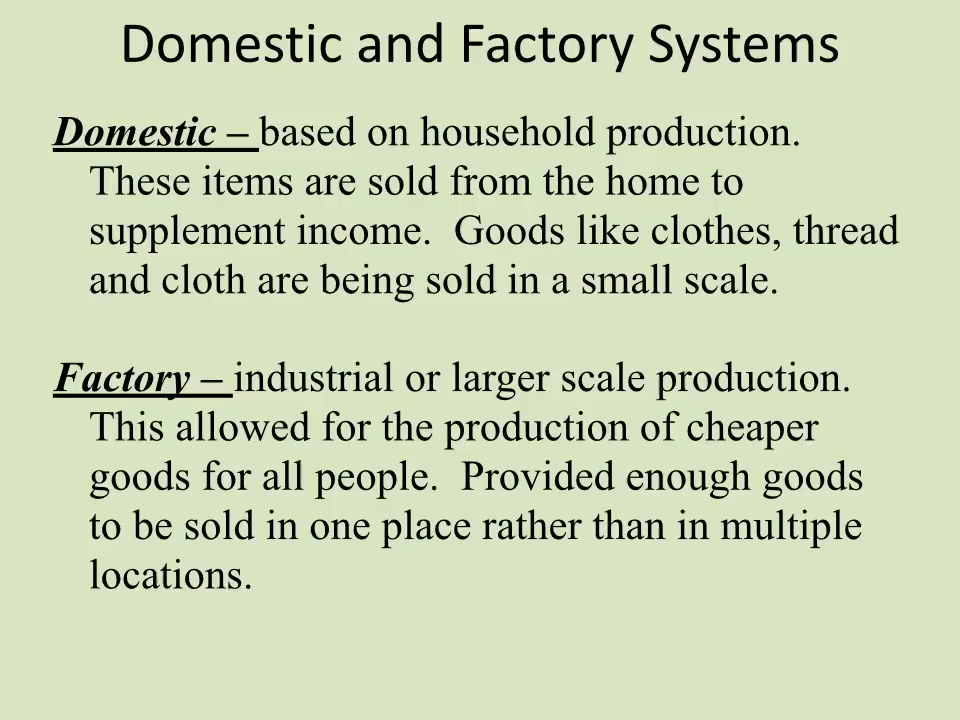 Domestic and Factory Systems
Domestic – based on household production.
These items are sold from the home to
supplement income.  Goods like clothes, thread
and cloth are being sold in a small scale.
Factory – industrial or larger scale production.
This allowed for the production of cheaper
goods for all people.  Provided enough goods
to be sold in one place rather than in multiple
locations.